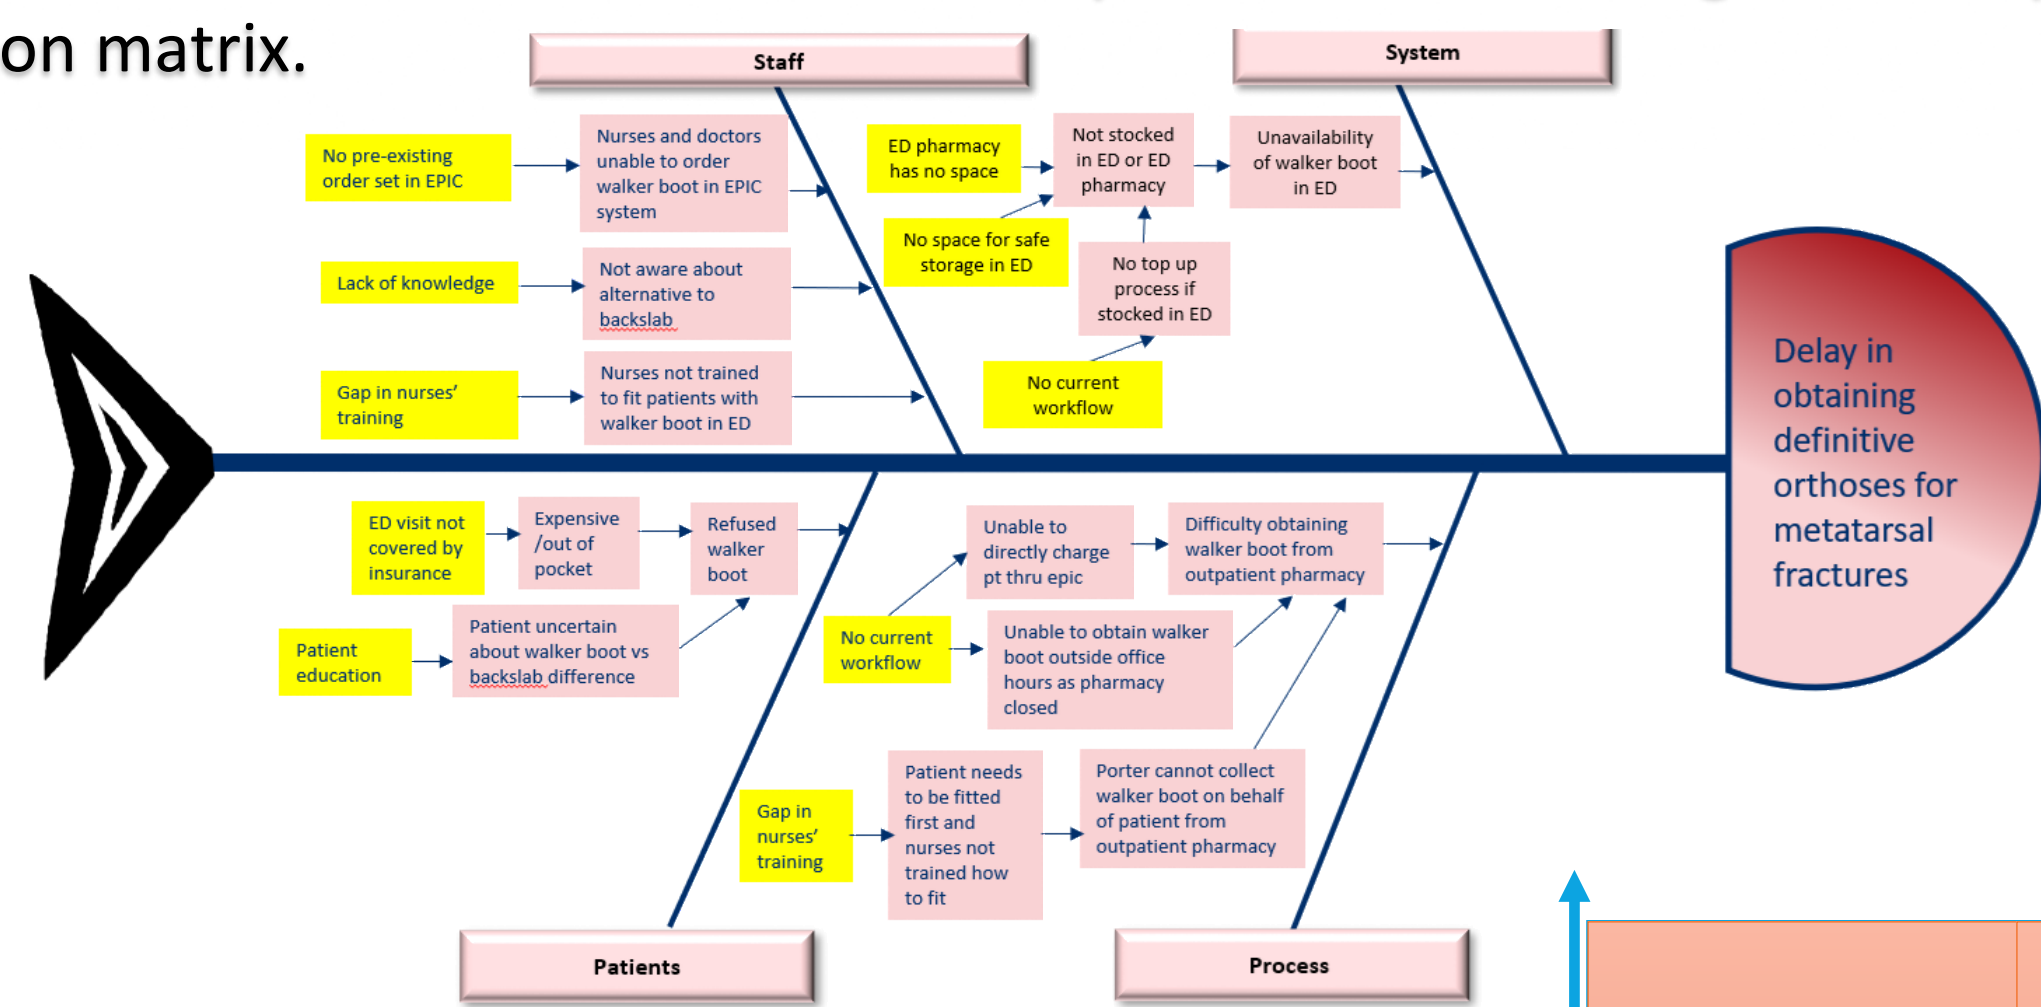 on matrix.
Staff
System
No pre-existing
order set in EPIC
Nurses and doctors
unable to order
walker boot in EPIC
system
Lack of knowledge
Not aware about
alternative to
backslab
Gap in nurses’
training
Nurses not trained
to fit patients with
walker boot in ED
ED pharmacy
has no space
Not stocked
in ED or ED
pharmacy
Unavailability
of walker boot
in ED
No space for safe
storage in ED
No top up
process if
stocked in ED
No current
workflow
Delay in
obtaining
definitive
orthoses for
metatarsal
fractures
ED visit not
covered by
insurance
Expensive
/out of
pocket
Refused
walker
boot
Patient
education
Patient uncertain
about walker boot vs
backslab difference
Unable to
directly charge
pt thru epic
Difficulty obtaining
walker boot from
outpatient pharmacy
No current
workflow
Unable to obtain walker
boot outside office
hours as pharmacy
closed
Gap in
nurses’
training
Patient needs
to be fitted
first and
nurses not
trained how
to fit
Porter cannot collect
walker boot on behalf
of patient from
outpatient pharmacy
Patients
Process